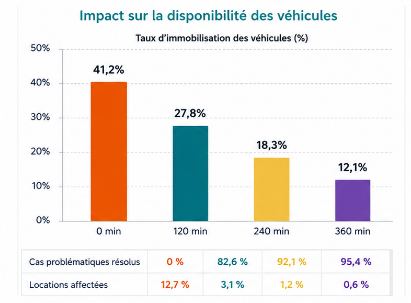 Impact sur la disponibilité des véhicules
Taux d'immobilisation des véhicules (%)
50%
40%
30%
20%
10%
0%
41,2%
27,8%
18,3%
12,1%
0 min 120 min 240 min 360 min
Cas problématiques résolus 0 % 82,6 % 92,1 % 95,4 %
Locations affectées 12,7 % 3,1 % 1,2 % 0,6 %